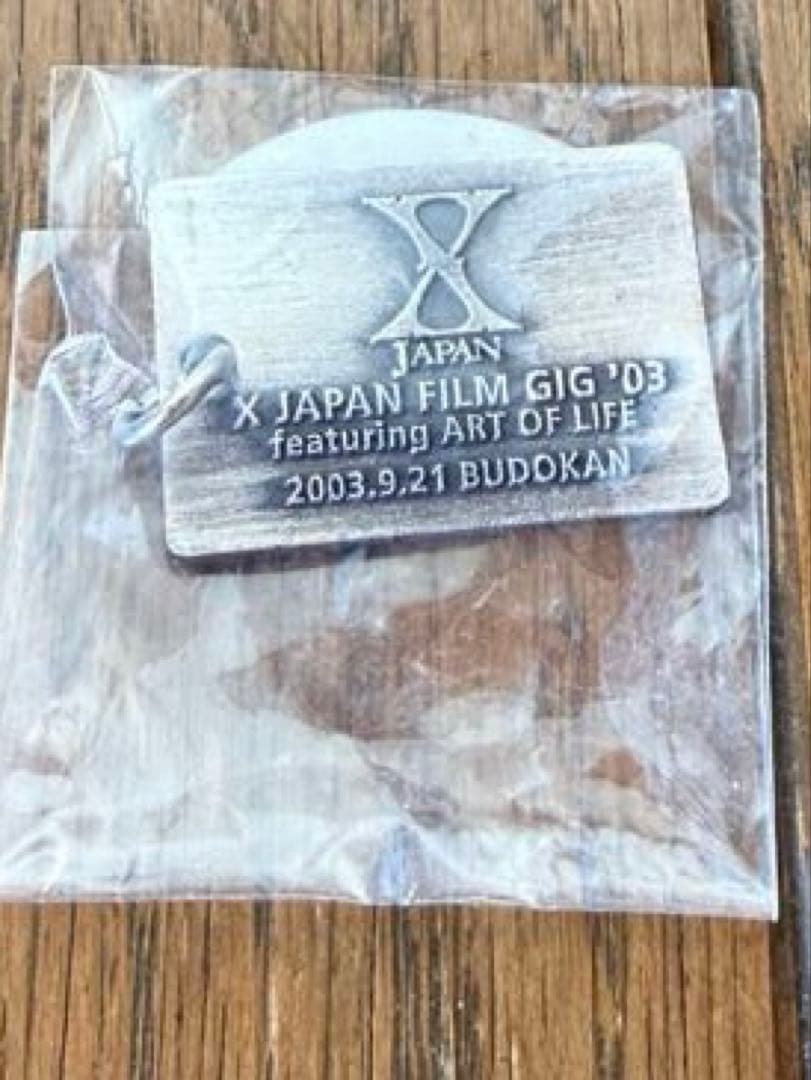 X
JAPAN
X JAPAN FILM GIG '03
featuring ART OF LIFE
2003.9.21 BUDOKAN